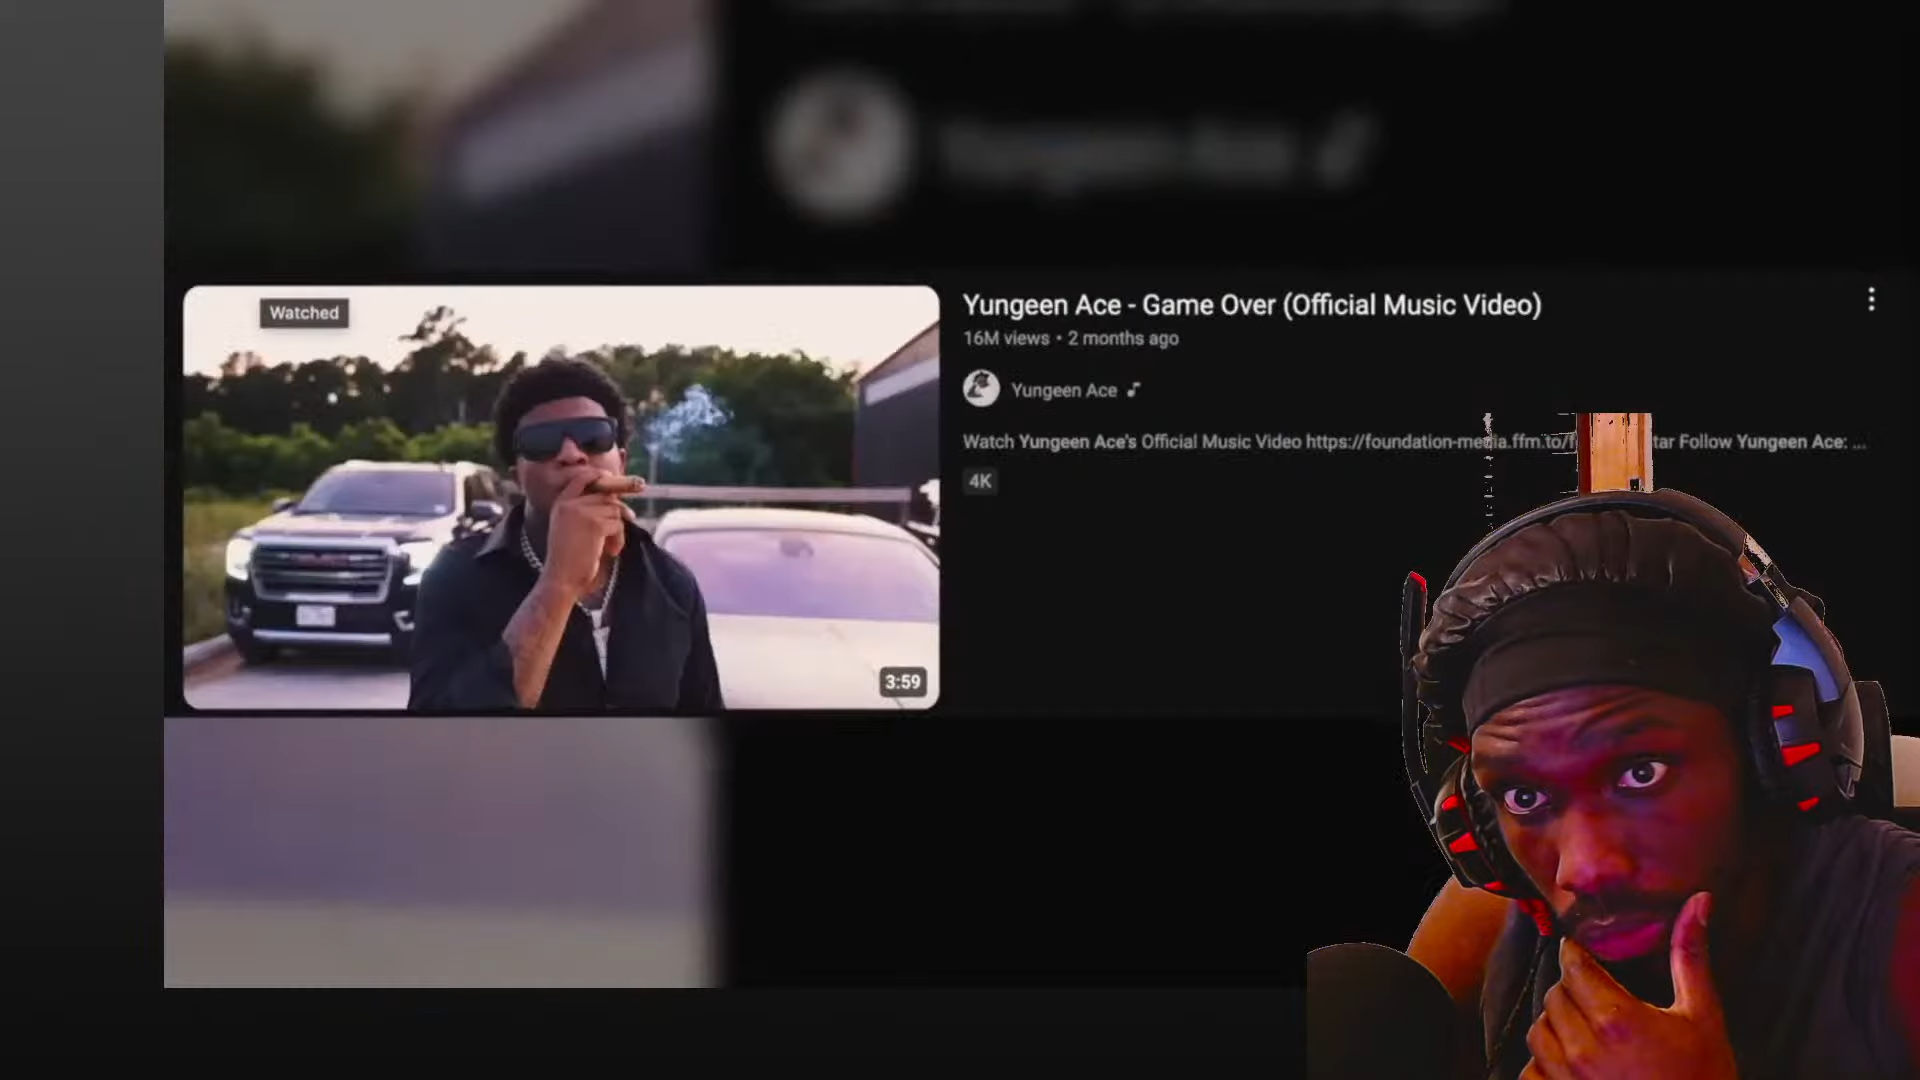 Watched
Yungeen Ace - Game Over (Official Music Video)
16M views • 2 months ago
Yungeen Ace
Watch Yungeen Ace's Official Music Video https://foundation-media.ffm.to/f tar Follow Yungeen Ace: ...
4K
3:59